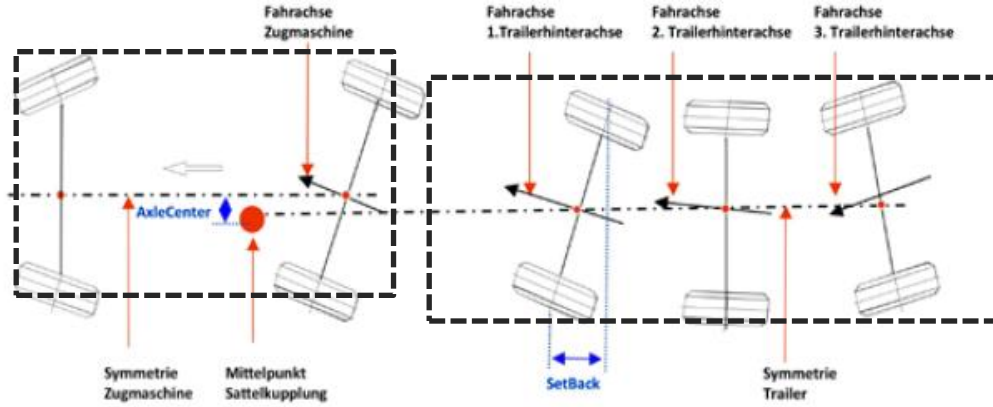 Fahrachse
Zugmaschine
Fahrachse
1.Trailerhinterachse
Fahrachse
2. Trailerhinterachse
Fahrachse
3. Trailerhinterachse
AxleCenter
Symmetrie
Zugmaschine
Mittelpunkt
Sattelkupplung
SetBack
Symmetrie
Trailer